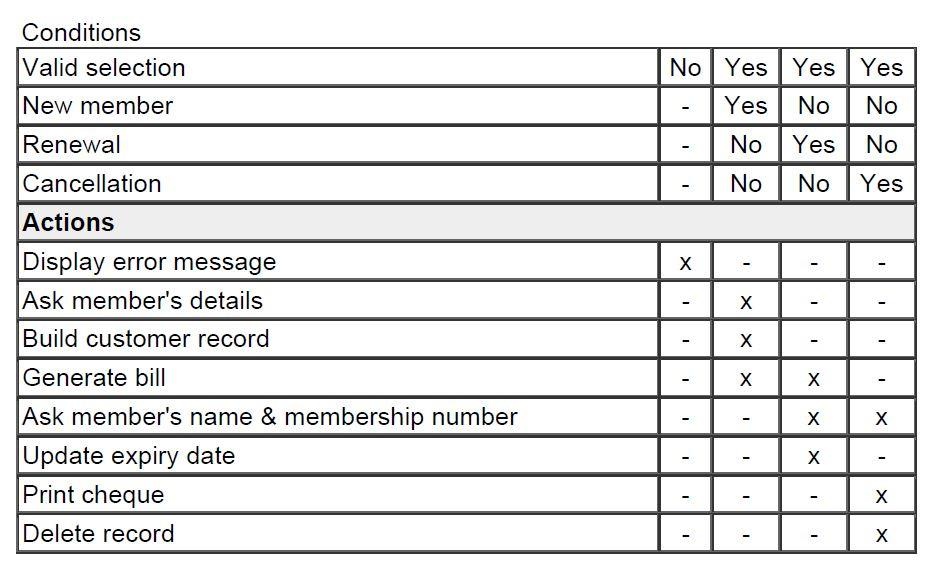 Conditions
Valid selection No Yes Yes Yes
New member - Yes No No
Renewal - No Yes No
Cancellation - No No Yes
Actions
Display error message x - - -
Ask member's details - x - -
Build customer record - x - -
Generate bill - x x -
Ask member's name & membership number - - x x
Update expiry date - - x -
Print cheque - - - x
Delete record - - - x